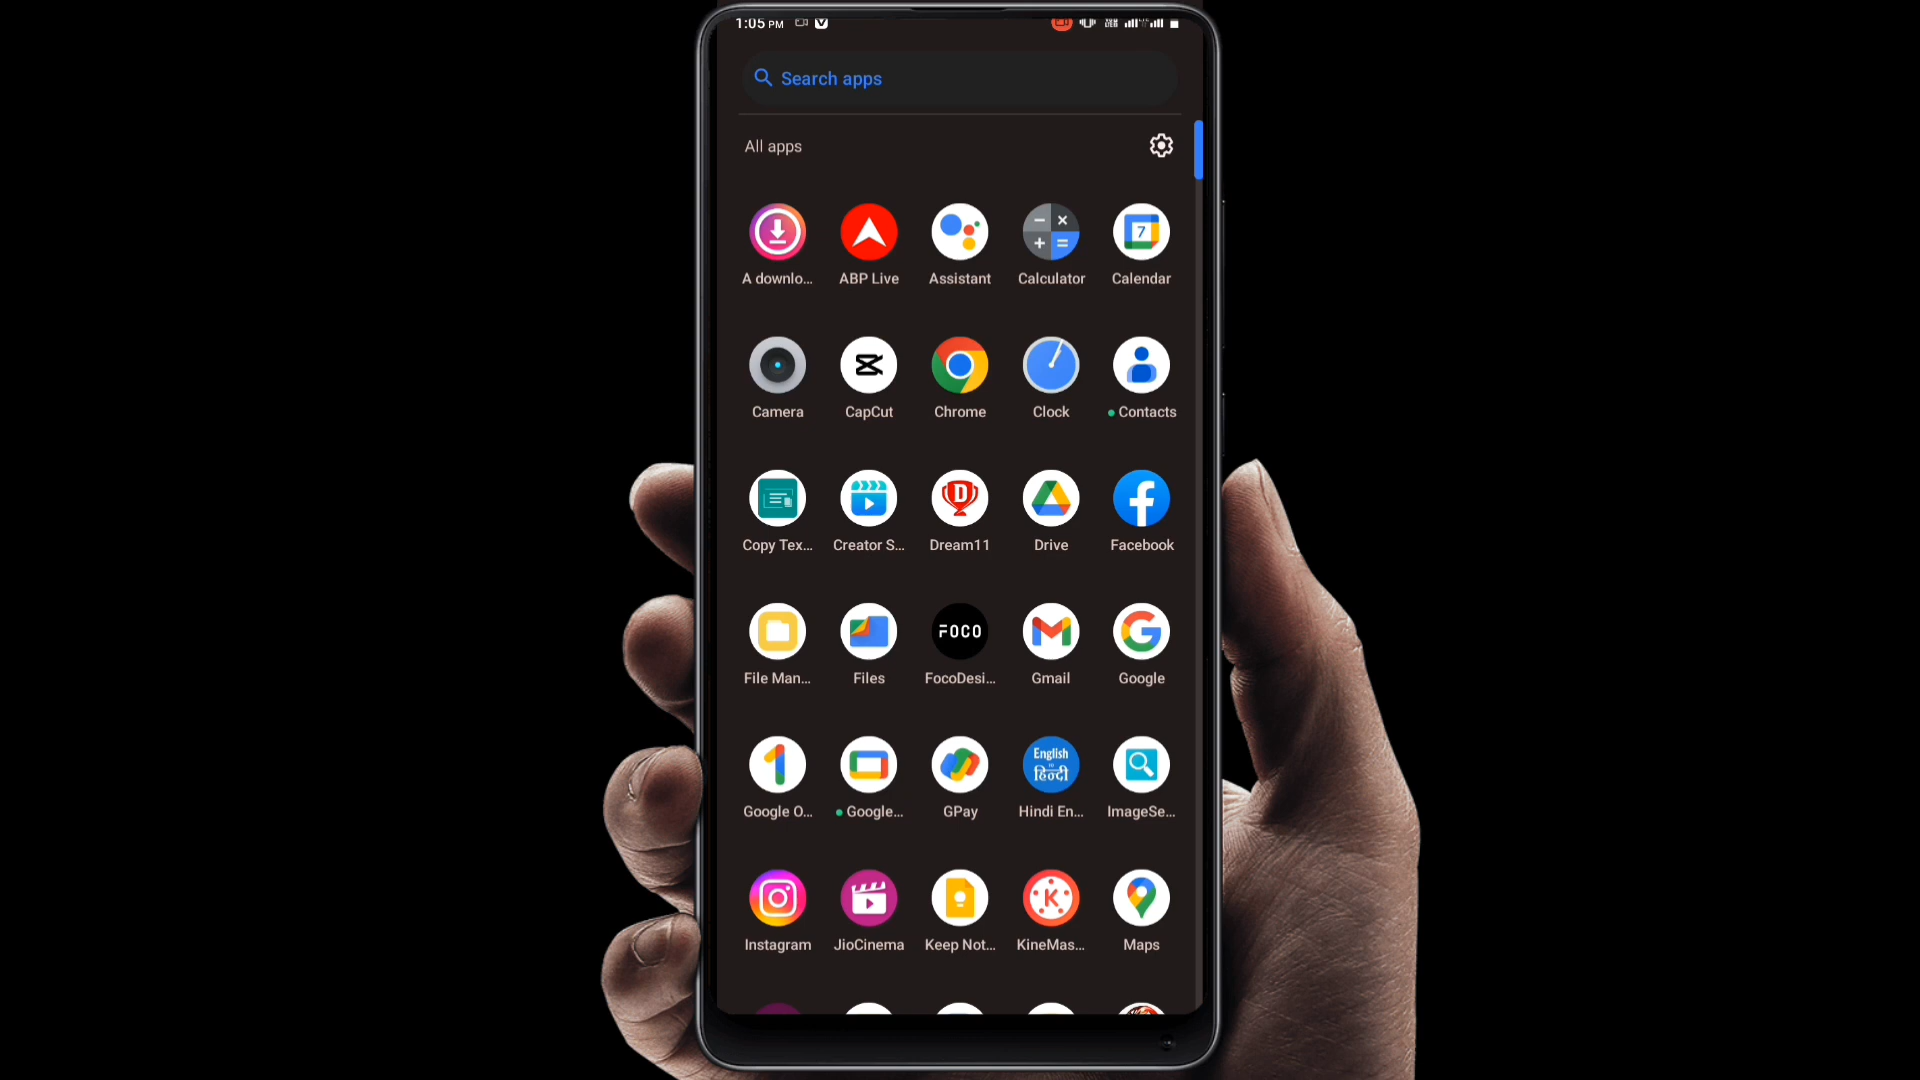 1:05 PM
Search apps
All apps
7
A downlo...
ABP Live
Assistant
Calculator
Calendar
Camera
CapCut
Chrome
Clock
Contacts
D
Copy Tex...
Creator S...
Dream11
Drive
Facebook
FOCO
File Man...
Files
FocoDesi...
Gmail
Google
English
TO
हिन्दी
Google O...
Google...
GPay
Hindi En...
ImageSe...
K
Instagram
JioCinema
Keep Not...
KineMas...
Maps